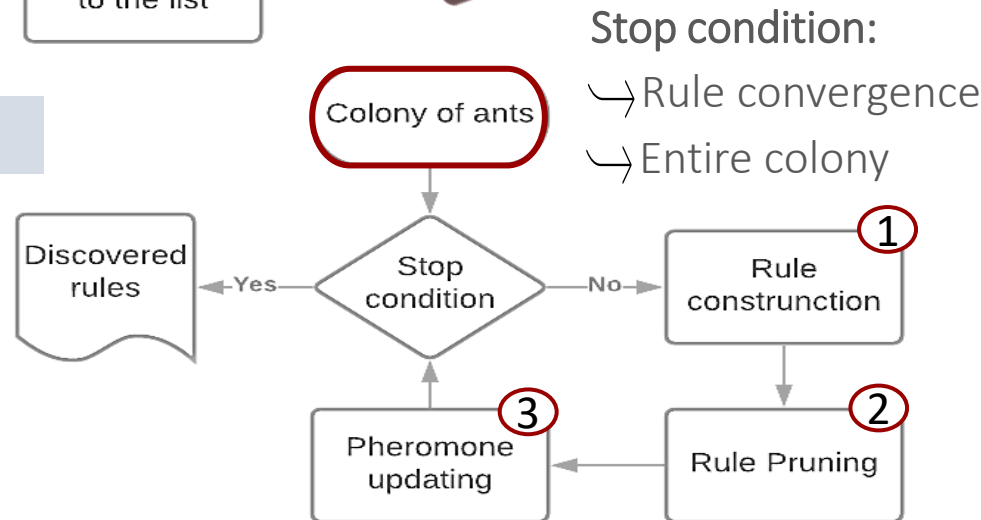 to the list
Stop condition:
Rule convergence
Entire colony
Colony of ants
Discovered
rules
Yes
Stop
condition
No
1
Rule
construnction
3
Pheromone
updating
2
Rule Pruning